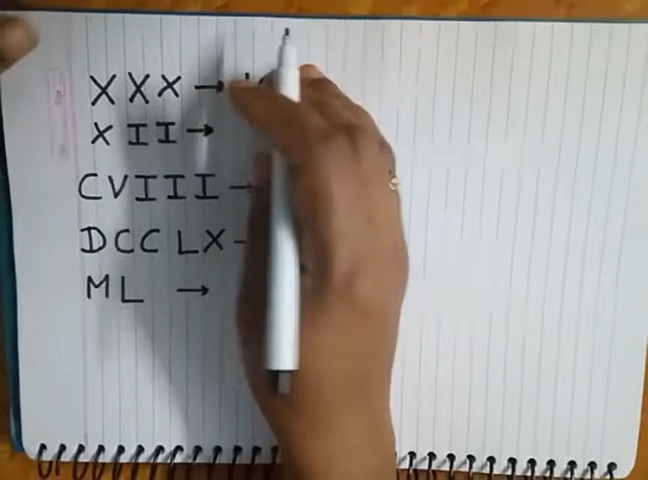 XXX →
XII →
CVIII →
DCCLX →
ML →